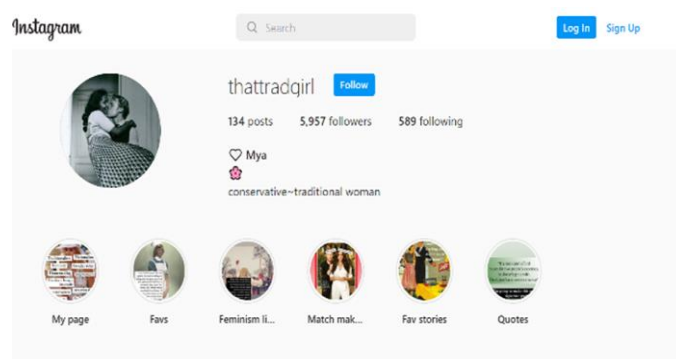 Instagram
Search
Log In
Sign Up
thattradgirl
Follow
134 posts 5,957 followers 589 following
♡ Mya
🌸
conservative~traditional woman
My page
Favs
Feminism li...
Match mak...
Fav stories
Quotes